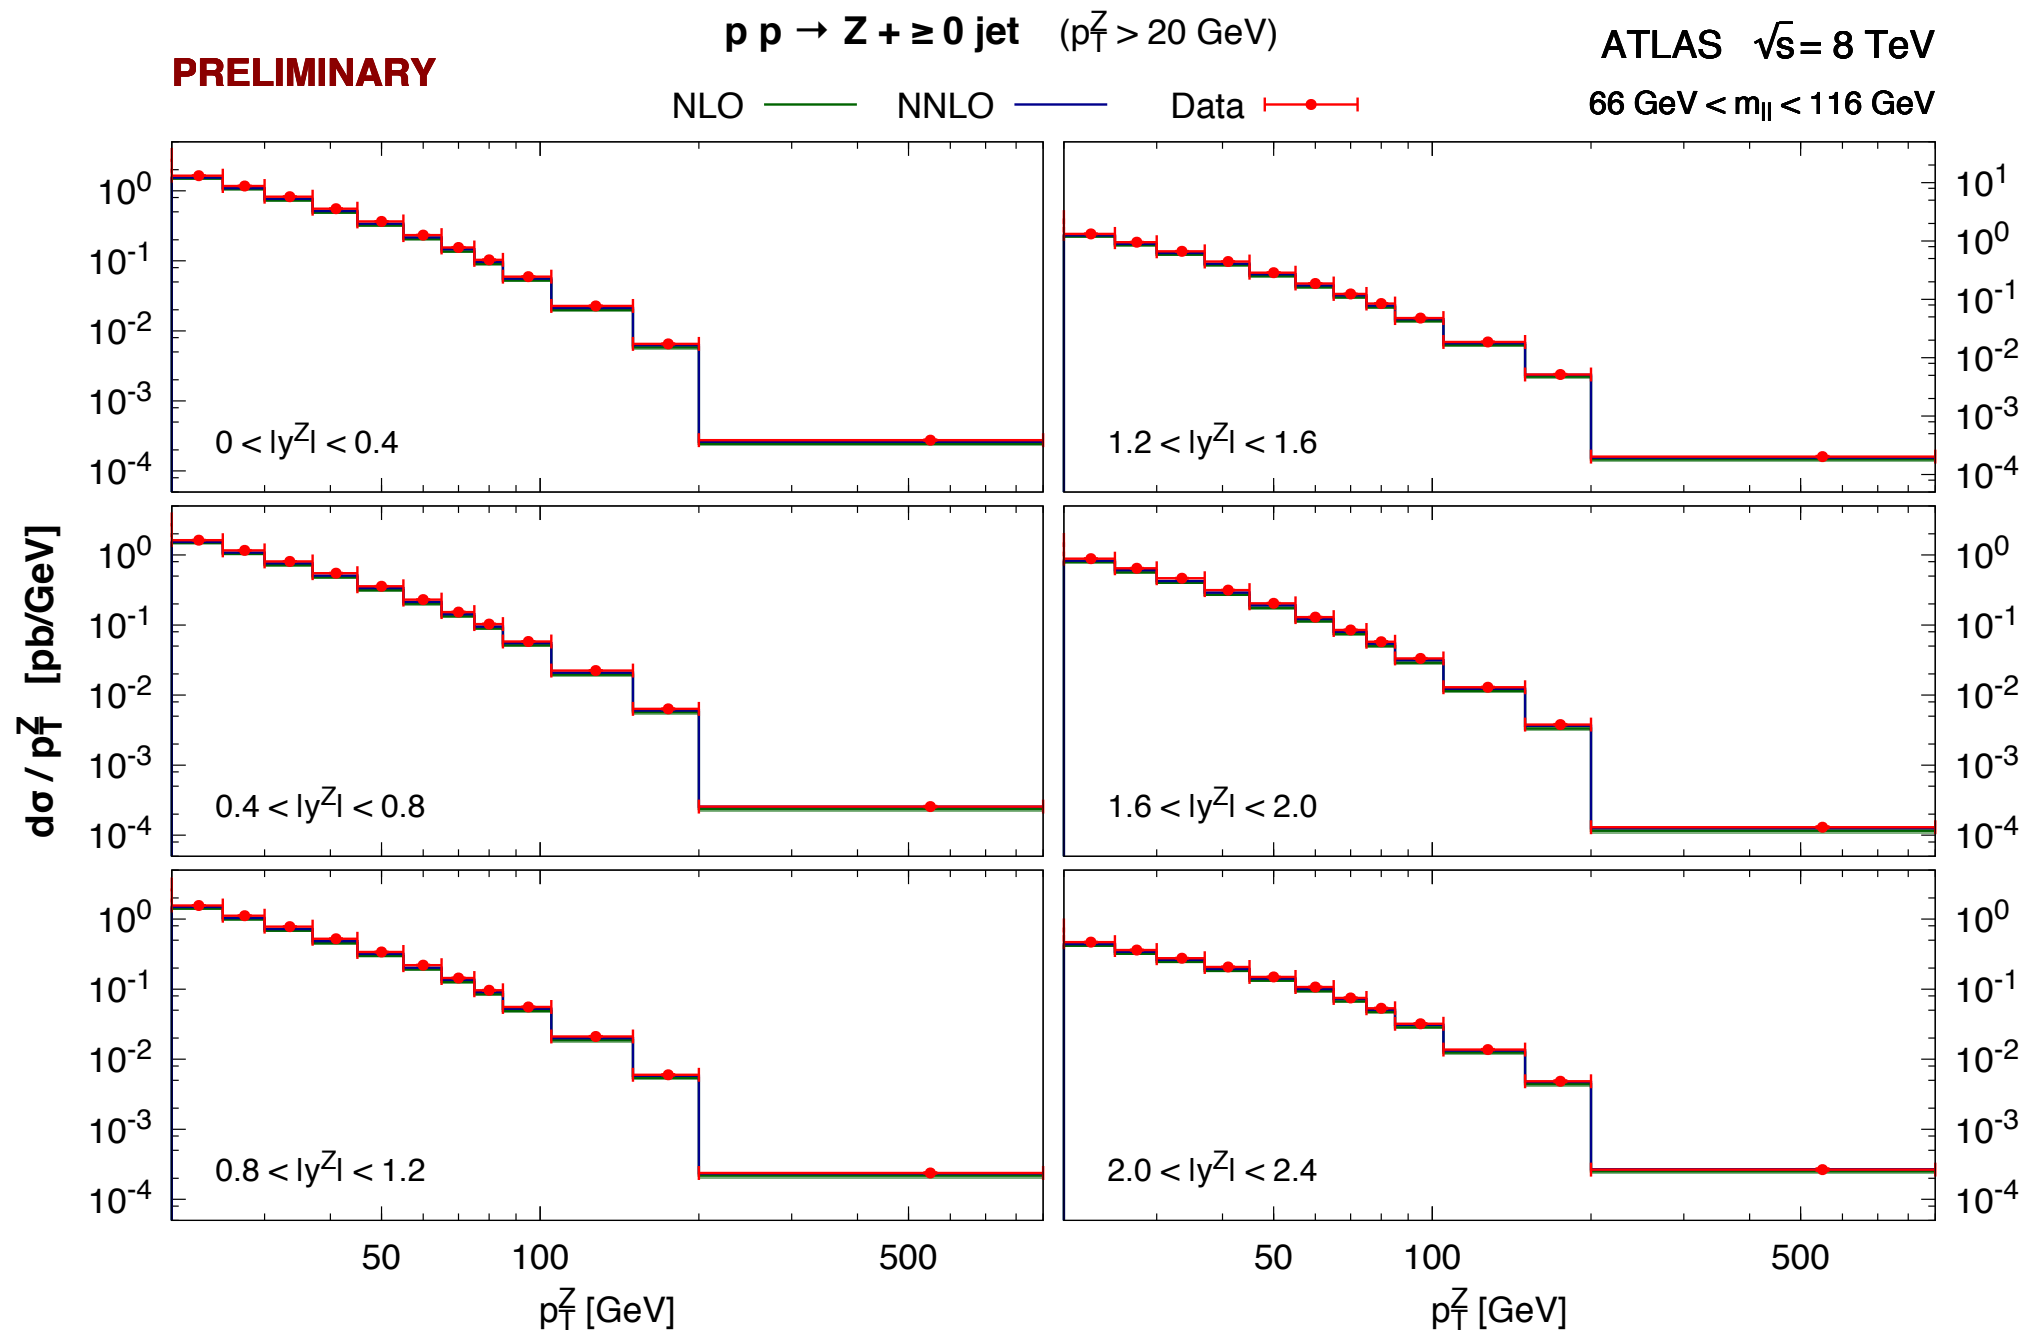 p p → Z + ≥ 0 jet (p_T^Z > 20 GeV)
ATLAS √s = 8 TeV
PRELIMINARY
66 GeV < m_ll < 116 GeV
NLO NNLO Data
10^0
10^-1
10^-2
10^-3
10^-4
0 < |y^Z| < 0.4
10^1
10^0
10^-1
10^-2
10^-3
10^-4
1.2 < |y^Z| < 1.6
dσ / p_T^Z [pb/GeV]
10^0
10^-1
10^-2
10^-3
10^-4
0.4 < |y^Z| < 0.8
10^0
10^-1
10^-2
10^-3
10^-4
1.6 < |y^Z| < 2.0
10^0
10^-1
10^-2
10^-3
10^-4
0.8 < |y^Z| < 1.2
10^0
10^-1
10^-2
10^-3
10^-4
2.0 < |y^Z| < 2.4
50 100 500
50 100 500
p_T^Z [GeV]
p_T^Z [GeV]